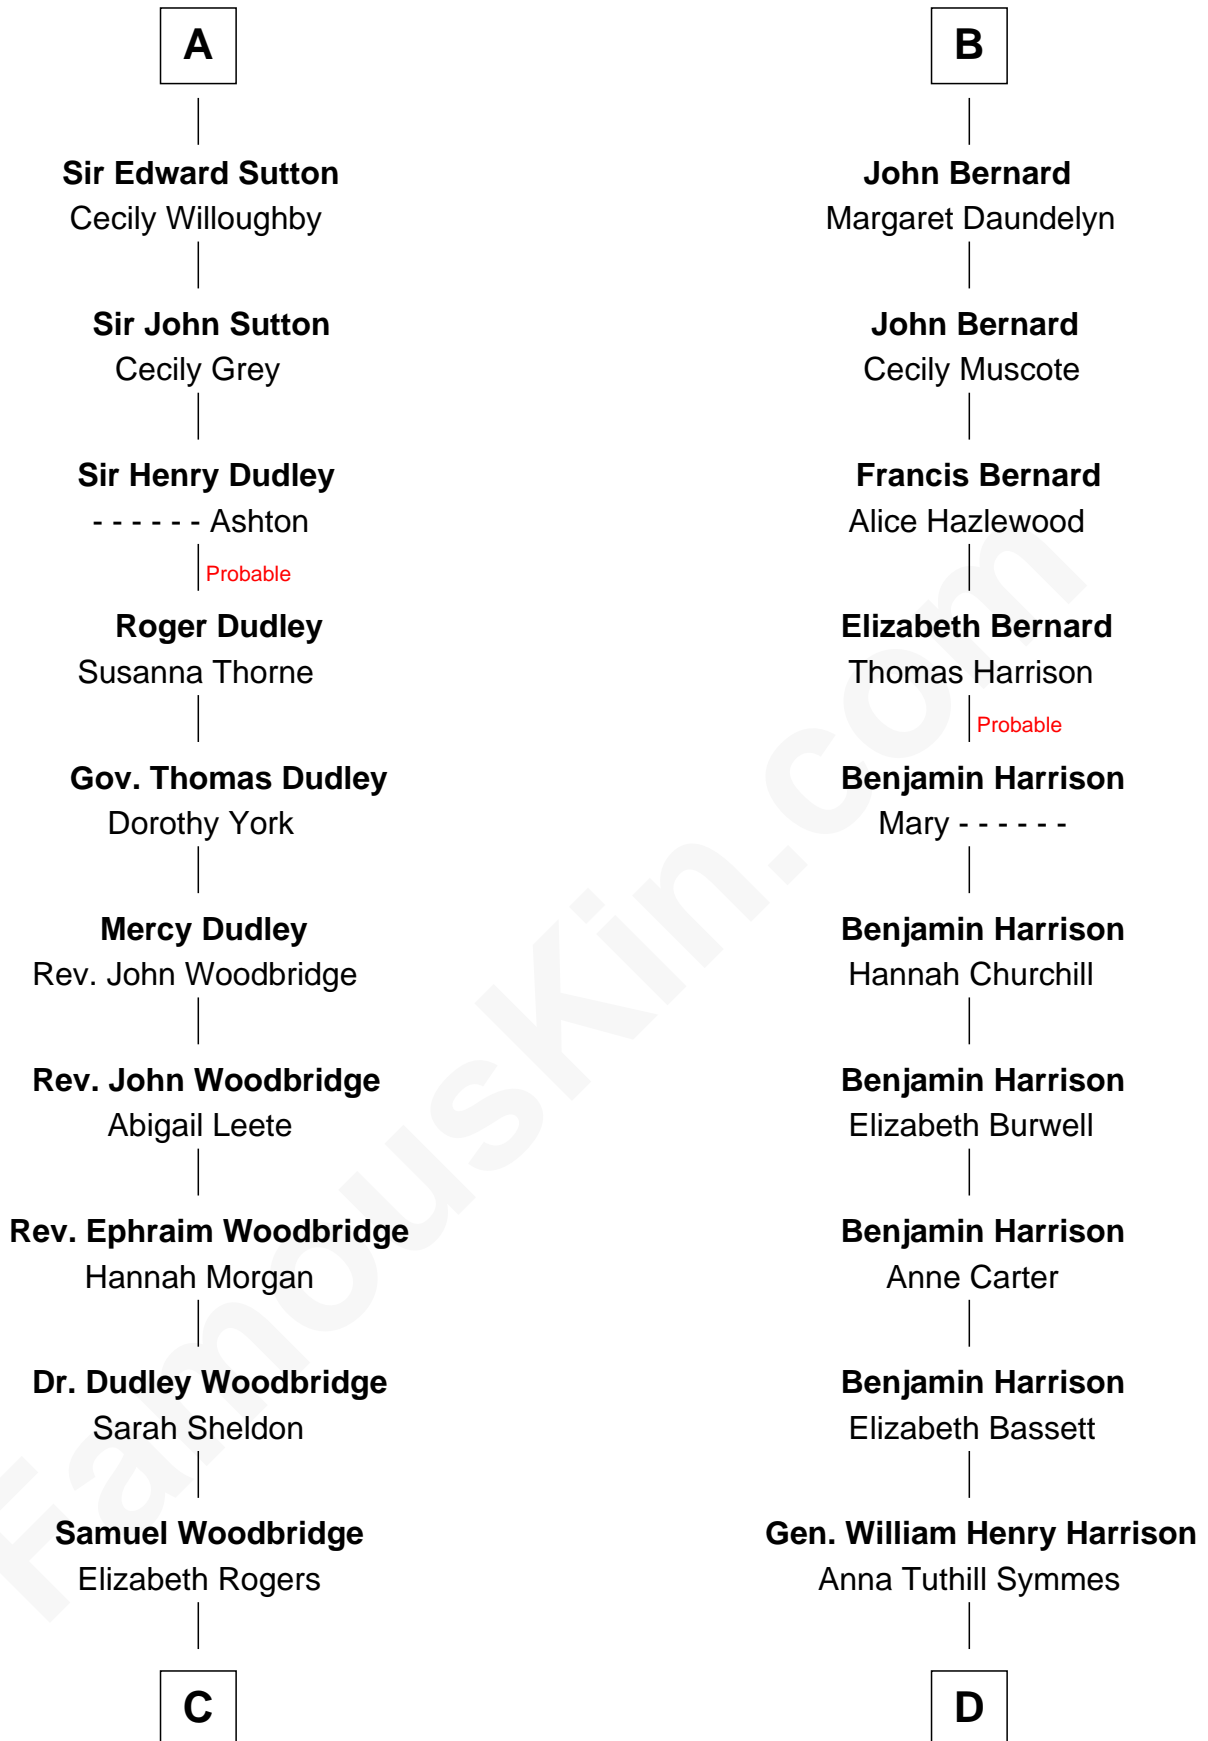 A
Sir Edward Sutton
Cecily Willoughby
Sir John Sutton
Cecily Grey
Sir Henry Dudley
- - - - - - Ashton
Probable
Roger Dudley
Susanna Thorne
Gov. Thomas Dudley
Dorothy York
Mercy Dudley
Rev. John Woodbridge
Rev. John Woodbridge
Abigail Leete
Rev. Ephraim Woodbridge
Hannah Morgan
Dr. Dudley Woodbridge
Sarah Sheldon
Samuel Woodbridge
Elizabeth Rogers
C
B
John Bernard
Margaret Daundelyn
John Bernard
Cecily Muscote
Francis Bernard
Alice Hazlewood
Elizabeth Bernard
Thomas Harrison
Probable
Benjamin Harrison
Mary - - - - - -
Benjamin Harrison
Hannah Churchill
Benjamin Harrison
Elizabeth Burwell
Benjamin Harrison
Anne Carter
Benjamin Harrison
Elizabeth Bassett
Gen. William Henry Harrison
Anna Tuthill Symmes
D
FamousKin.com